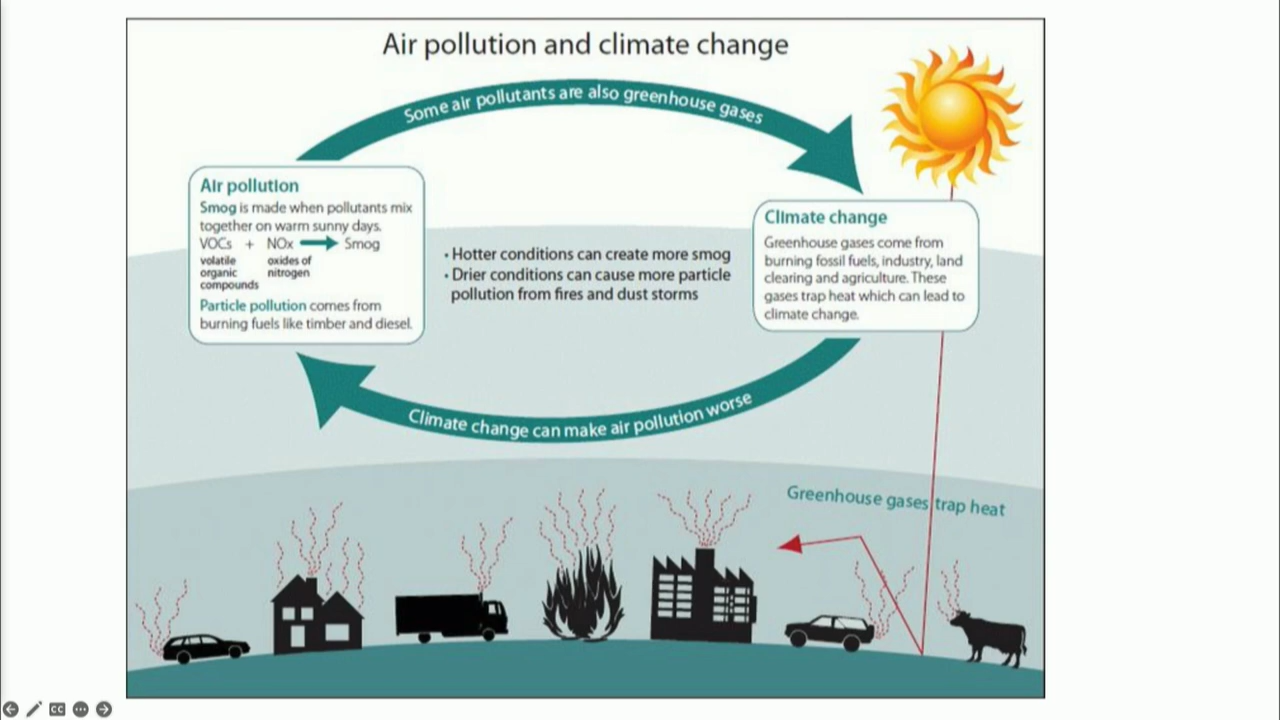 Air pollution and climate change
Some air pollutants are also greenhouse gases
Air pollution
Smog is made when pollutants mix
together on warm sunny days.
VOCs + NOx Smog
volatile oxides of
organic nitrogen
compounds
Particle pollution comes from
burning fuels like timber and diesel.
• Hotter conditions can create more smog
• Drier conditions can cause more particle
pollution from fires and dust storms
Climate change
Greenhouse gases come from
burning fossil fuels, industry, land
clearing and agriculture. These
gases trap heat which can lead to
climate change.
Climate change can make air pollution worse
Greenhouse gases trap heat
CC